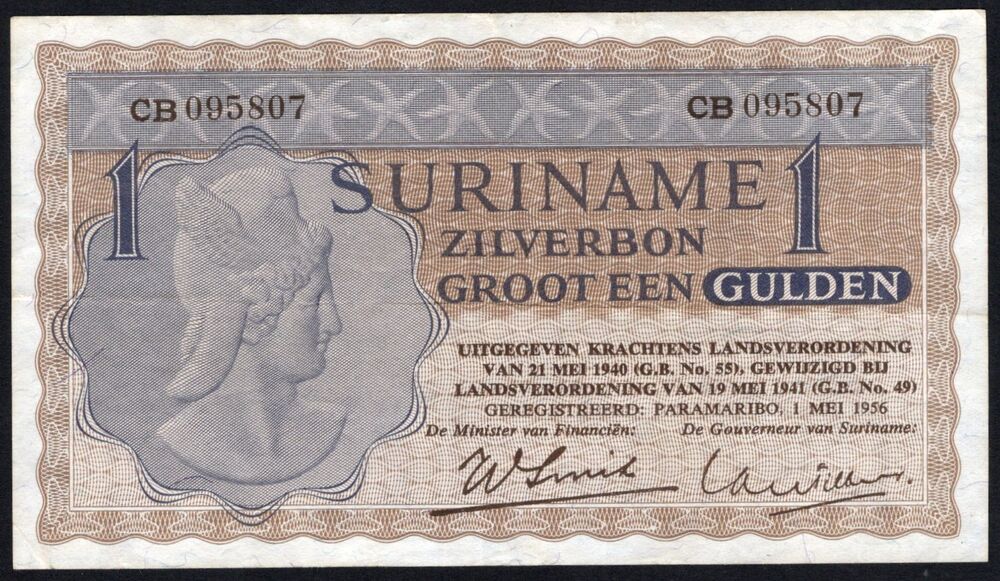 CB 095807 CB 095807
1 SURINAME 1
ZILVERBON
GROOT EEN GULDEN
UITGEGEVEN KRACHTENS LANDSVERORDENING
VAN 21 MEI 1940 (G.B. No. 55), GEWIJZIGD BIJ
LANDSVERORDENING VAN 19 MEI 1941 (G.B. No. 49)
GEREGISTREERD: PARAMARIBO, 1 MEI 1956
De Minister van Financiën: De Gouverneur van Suriname: